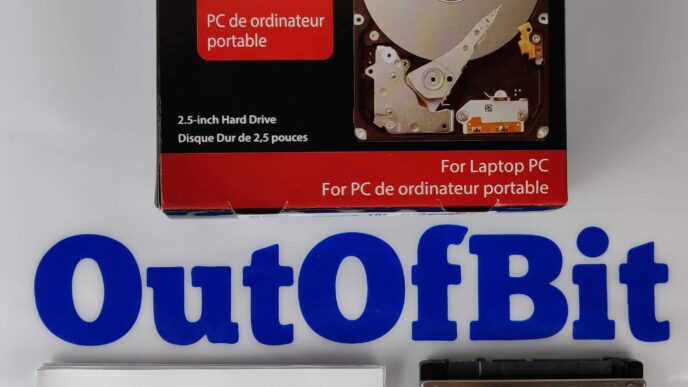 PC de ordinateur
portable
2.5-inch Hard Drive
Disque Dur de 2,5 pouces
For Laptop PC
For PC de ordinateur portable
OutOfBit